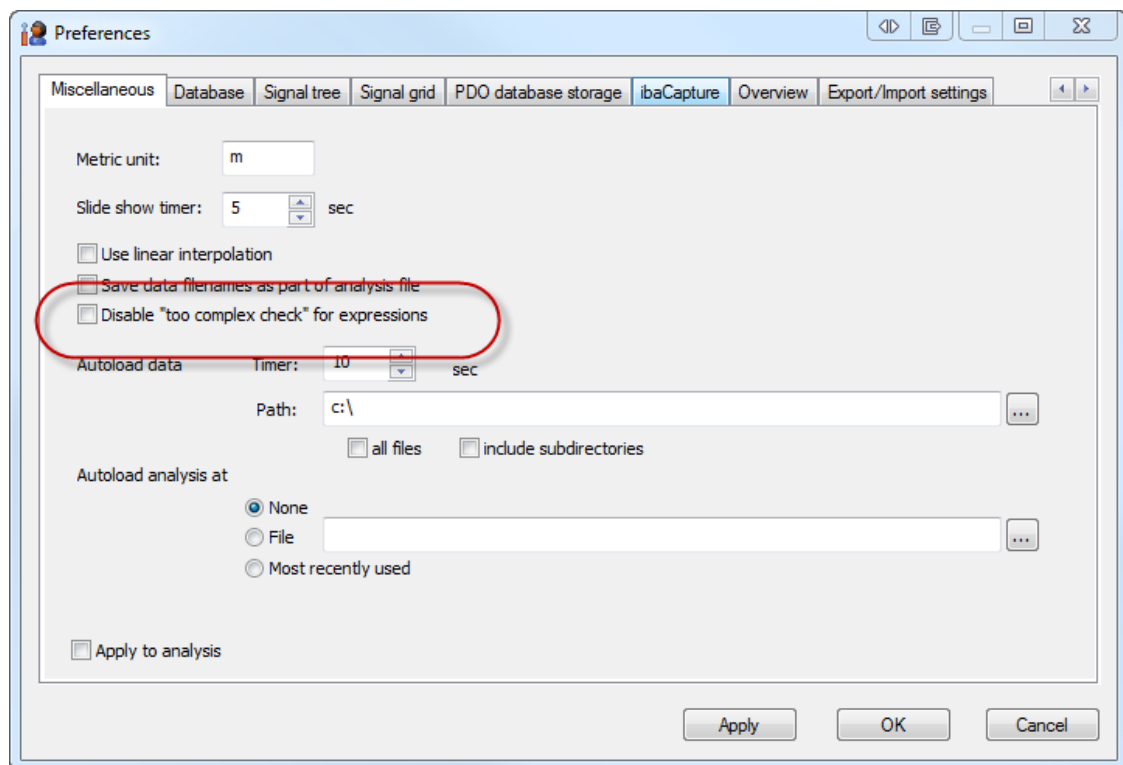 Preferences
Miscellaneous Database Signal tree Signal grid PDO database storage ibaCapture Overview Export/Import settings
Metric unit: m
Slide show timer: 5 sec
Use linear interpolation
Save data filenames as part of analysis file
Disable "too complex check" for expressions
Autoload data Timer: 10 sec
Path: c:\ ...
all files include subdirectories
Autoload analysis at
None
File ...
Most recently used
Apply to analysis
Apply OK Cancel